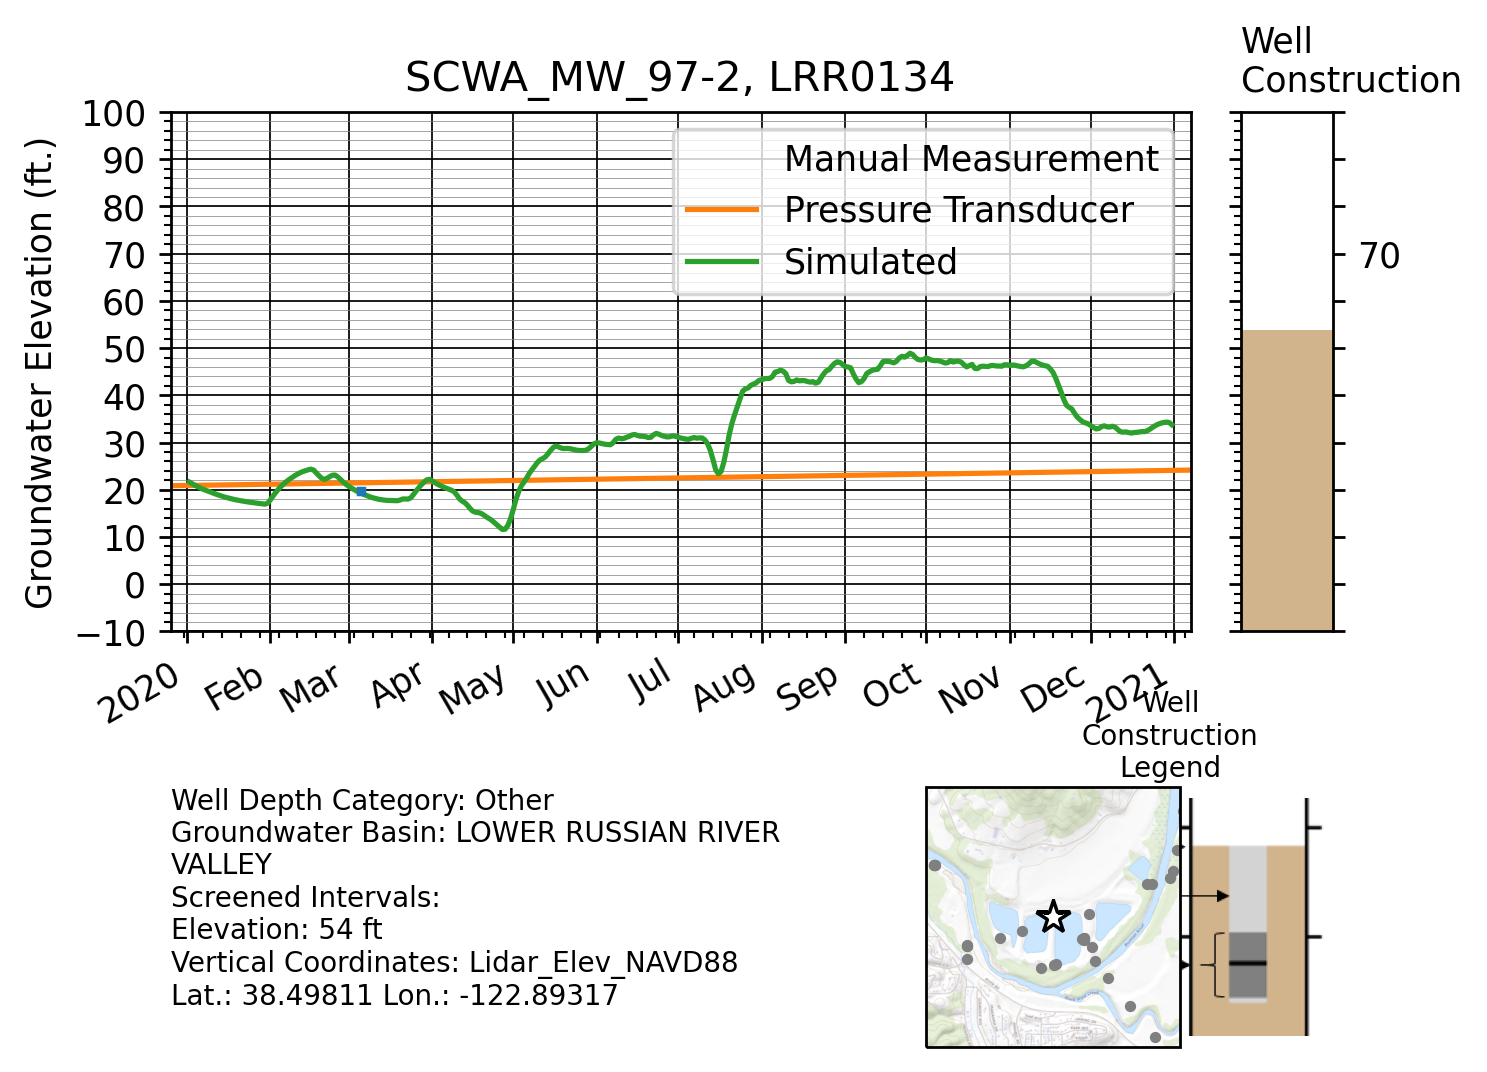 Well
Construction
SCWA_MW_97-2, LRR0134
Groundwater Elevation (ft.)
100
90
80
70
60
50
40
30
20
10
0
−10
Manual Measurement
Pressure Transducer
Simulated
70
2020
Feb
Mar
Apr
May
Jun
Jul
Aug
Sep
Oct
Nov
Dec
2021
Well
Construction
Legend
Well Depth Category: Other
Groundwater Basin: LOWER RUSSIAN RIVER
VALLEY
Screened Intervals:
Elevation: 54 ft
Vertical Coordinates: Lidar_Elev_NAVD88
Lat.: 38.49811 Lon.: -122.89317